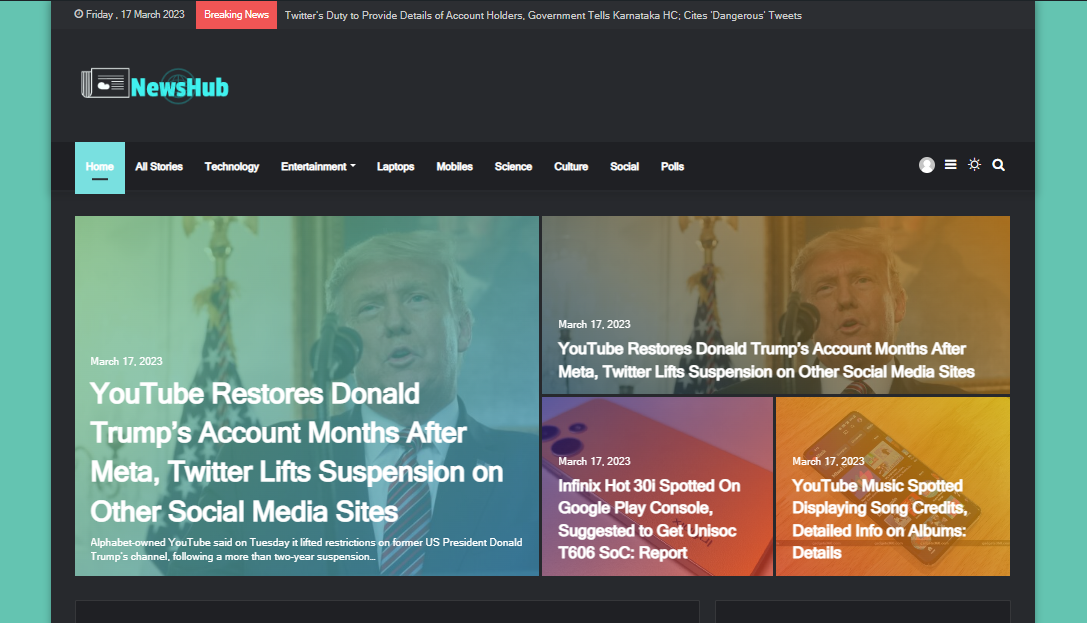 Friday , 17 March 2023
Breaking News
Twitter's Duty to Provide Details of Account Holders, Government Tells Karnataka HC; Cites 'Dangerous' Tweets
NewsHub
Home
All Stories
Technology
Entertainment
Laptops
Mobiles
Science
Culture
Social
Polls
March 17, 2023
YouTube Restores Donald
Trump's Account Months After
Meta, Twitter Lifts Suspension on
Other Social Media Sites
Alphabet-owned YouTube said on Tuesday it lifted restrictions on former US President Donald
Trump's channel, following a more than two-year suspension...
March 17, 2023
YouTube Restores Donald Trump's Account Months After
Meta, Twitter Lifts Suspension on Other Social Media Sites
March 17, 2023
Infinix Hot 30i Spotted On
Google Play Console,
Suggested to Get Unisoc
T606 SoC: Report
March 17, 2023
YouTube Music Spotted
Displaying Song Credits,
Detailed Info on Albums:
Details